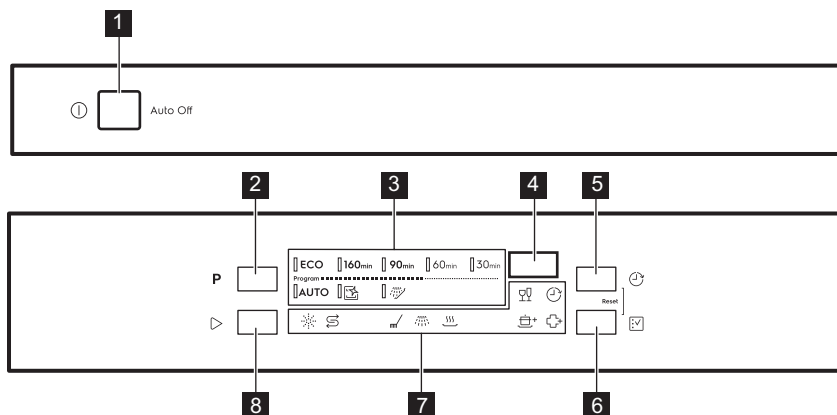 1
Auto Off
2 3 4 5
ECO 160min 90min 60min 30min
P
Program
AUTO
Reset
8 7 6